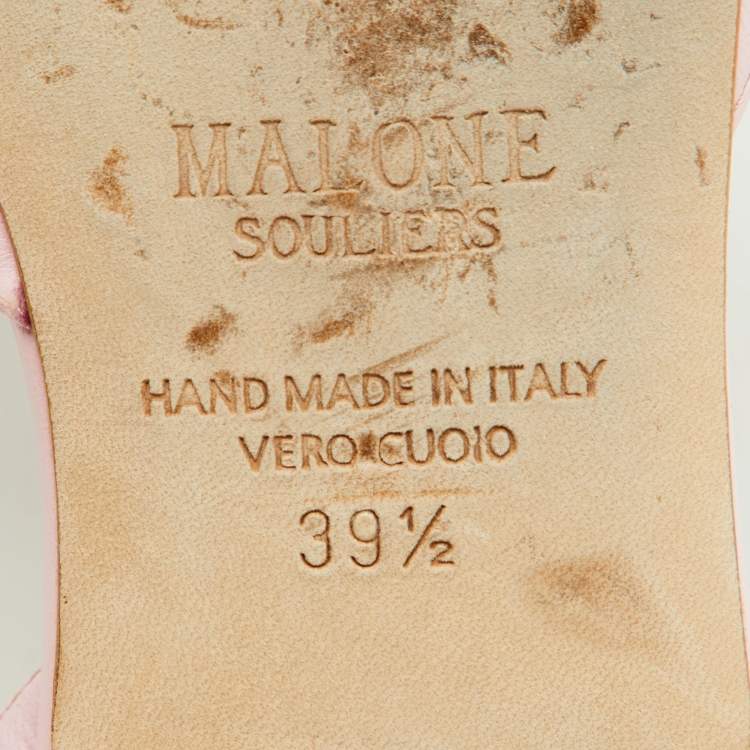 MALONE
SOULIERS
HAND MADE IN ITALY
VERO CUOIO
39½